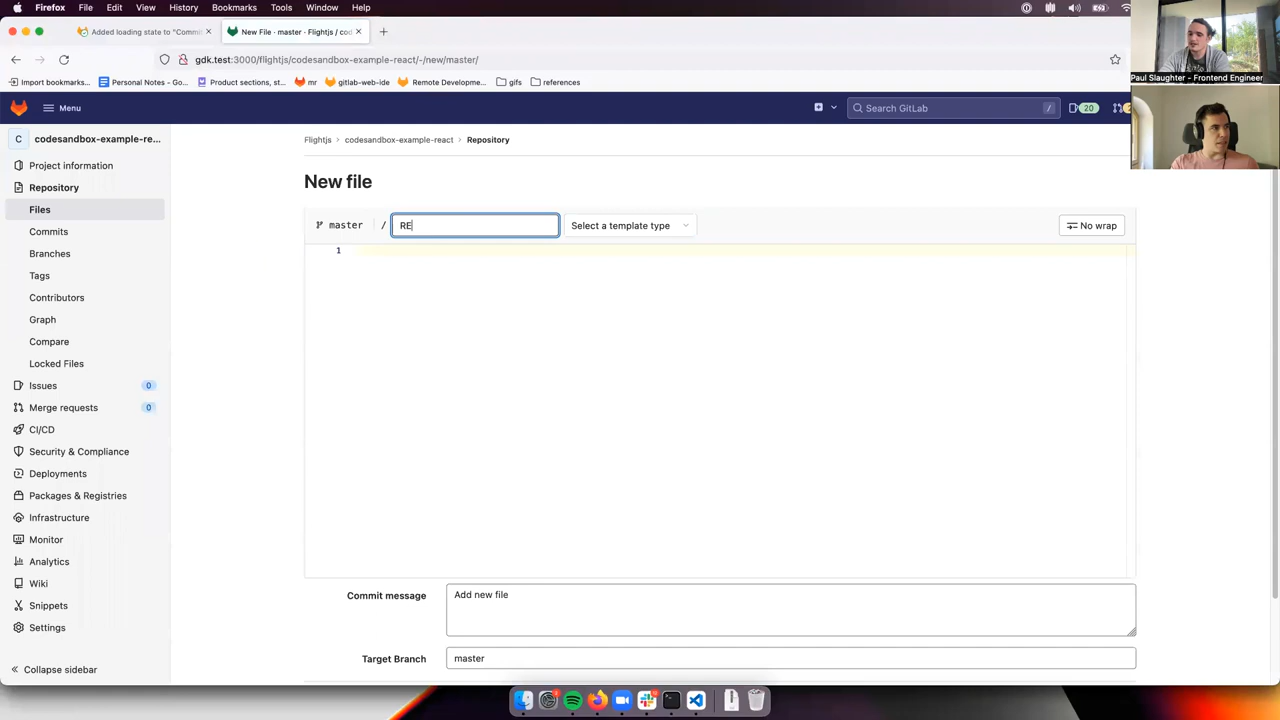 Firefox File Edit View History Bookmarks Tools Window Help
Added loading state to "Commi
New File · master · Flightjs / cod
gdk.test:3000/flightjs/codesandbox-example-react/-/new/master/
Import bookmarks... Personal Notes - Go... Product sections, st... mr gitlab-web-ide Remote Developme... gifs references
Menu
Search GitLab /
20
Paul Slaughter - Frontend Engineer
C codesandbox-example-re...
Project information
Repository
Files
Commits
Branches
Tags
Contributors
Graph
Compare
Locked Files
Issues 0
Merge requests 0
CI/CD
Security & Compliance
Deployments
Packages & Registries
Infrastructure
Monitor
Analytics
Wiki
Snippets
Settings
Collapse sidebar
Flightjs codesandbox-example-react Repository
New file
master / RE Select a template type No wrap
1
Commit message Add new file
Target Branch master